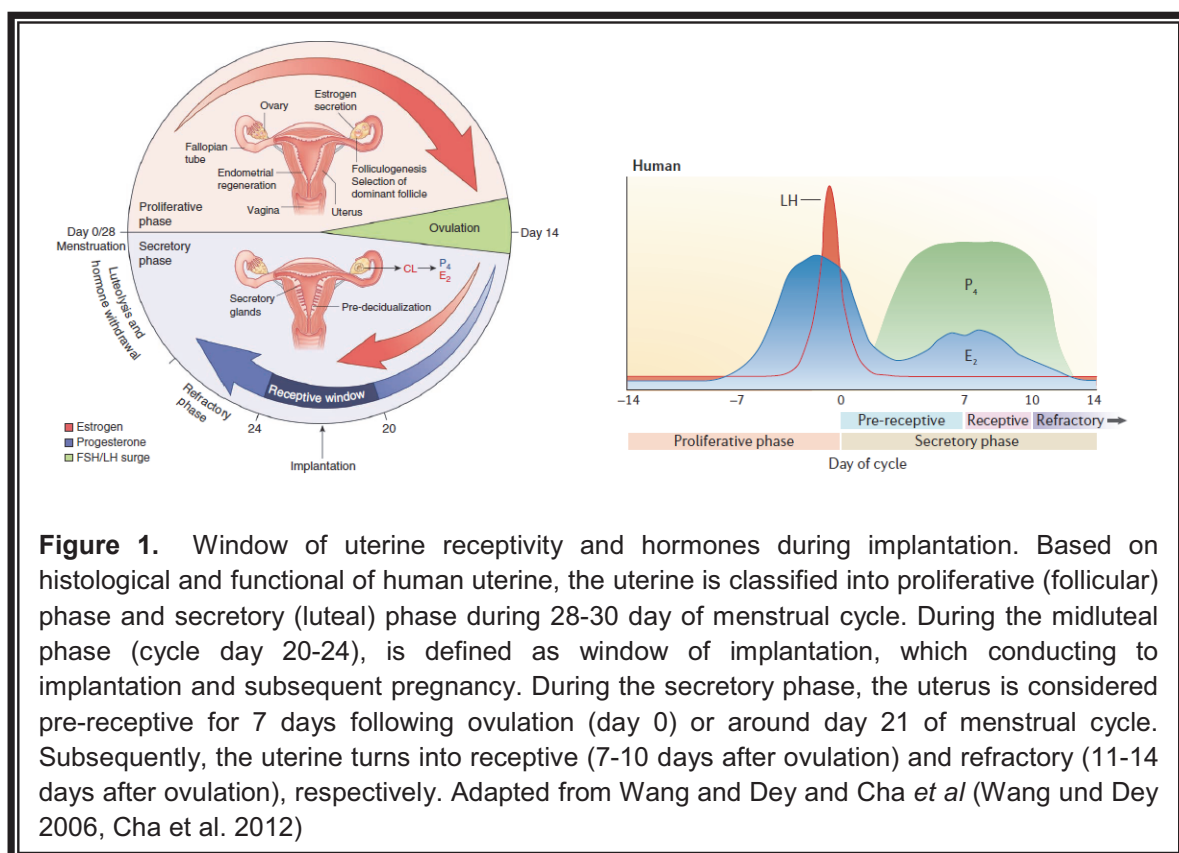 Ovary
Estrogen
secretion
Fallopian
tube
Endometrial
regeneration
Folliculogenesis
Selection of
dominant follicle
Vagina
Uterus
Proliferative
phase
Day 0/28
Menstruation
Secretory
phase
Ovulation
Day 14
CL
P4
E2
Secretory
glands
Pre-decidualization
Luteolysis and
hormone withdrawal
Refractory
phase
Receptive window
24
20
Implantation
Estrogen
Progesterone
FSH/LH surge
Human
LH
P4
E2
−14 −7 0 7 10 14
Pre-receptive Receptive Refractory
Proliferative phase Secretory phase
Day of cycle
Figure 1. Window of uterine receptivity and hormones during implantation. Based on
histological and functional of human uterine, the uterine is classified into proliferative (follicular)
phase and secretory (luteal) phase during 28-30 day of menstrual cycle. During the midluteal
phase (cycle day 20-24), is defined as window of implantation, which conducting to
implantation and subsequent pregnancy. During the secretory phase, the uterus is considered
pre-receptive for 7 days following ovulation (day 0) or around day 21 of menstrual cycle.
Subsequently, the uterine turns into receptive (7-10 days after ovulation) and refractory (11-14
days after ovulation), respectively. Adapted from Wang and Dey and Cha et al (Wang und Dey
2006, Cha et al. 2012)